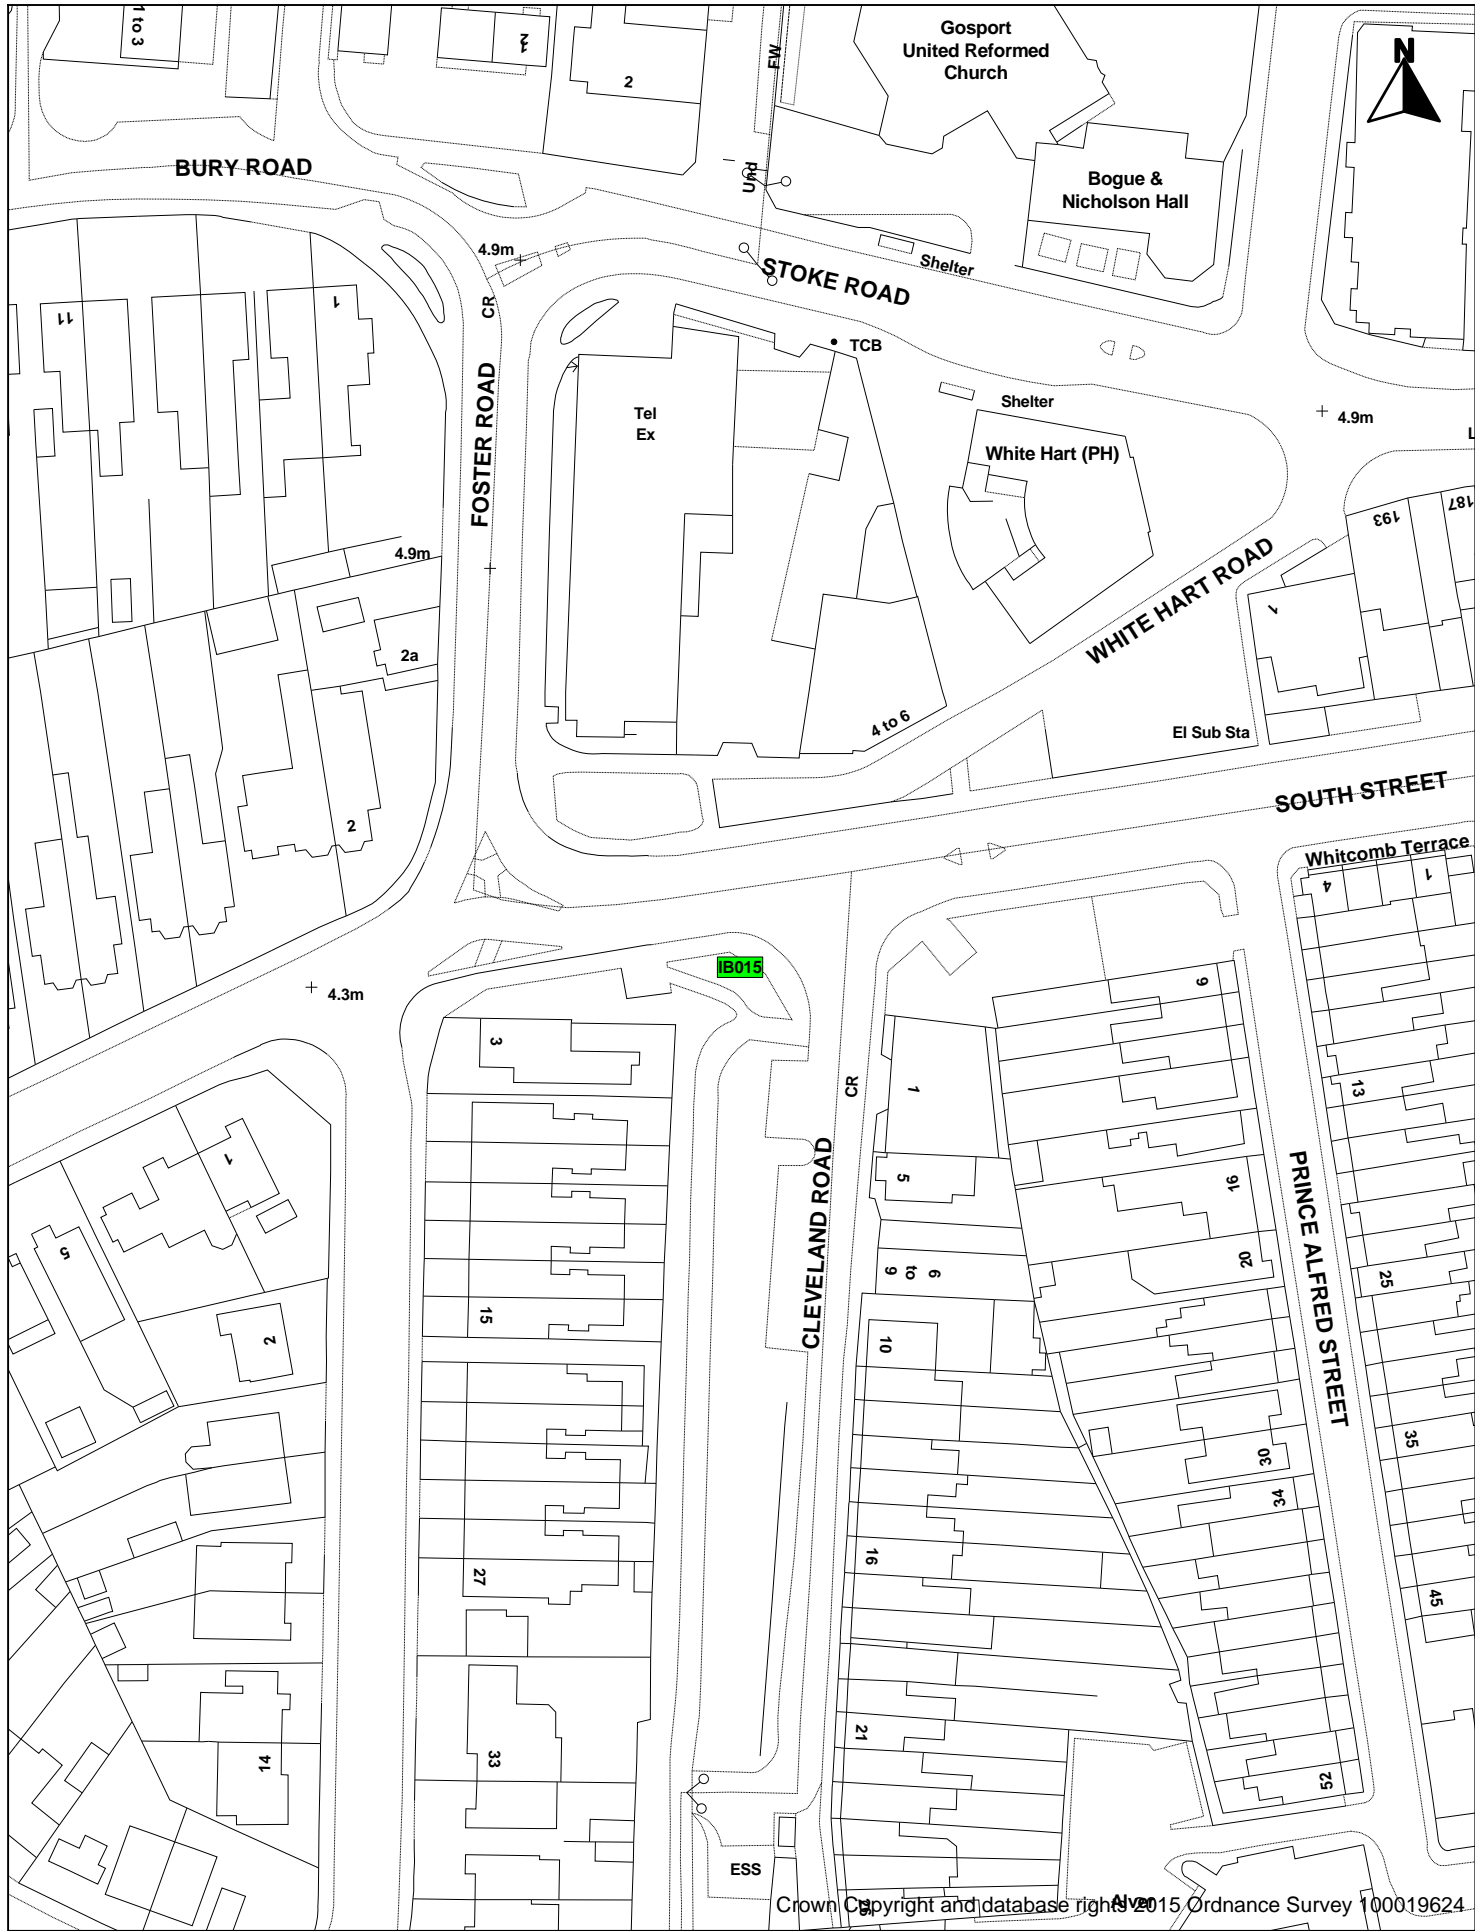 1 to 3
1
2
2
FW
Gosport
United Reformed
Church
N
BURY ROAD
Und
Bogue &
Nicholson Hall
4.9m
Shelter
STOKE ROAD
CR
11
1
TCB
Shelter
4.9m
Tel
Ex
FOSTER ROAD
White Hart (PH)
L
193
187
4.9m
WHITE HART ROAD
1
2a
4 to 6
El Sub Sta
SOUTH STREET
2
Whitcomb Terrace
4
1
IB015
4.3m
9
3
CR
1
13
CLEVELAND ROAD
PRINCE ALFRED STREET
1
5
16
5
20
6
to
9
25
15
2
10
35
30
34
16
27
45
21
33
14
52
ESS
Alver
26
Crown Copyright and database rights 2015 Ordnance Survey 100019624